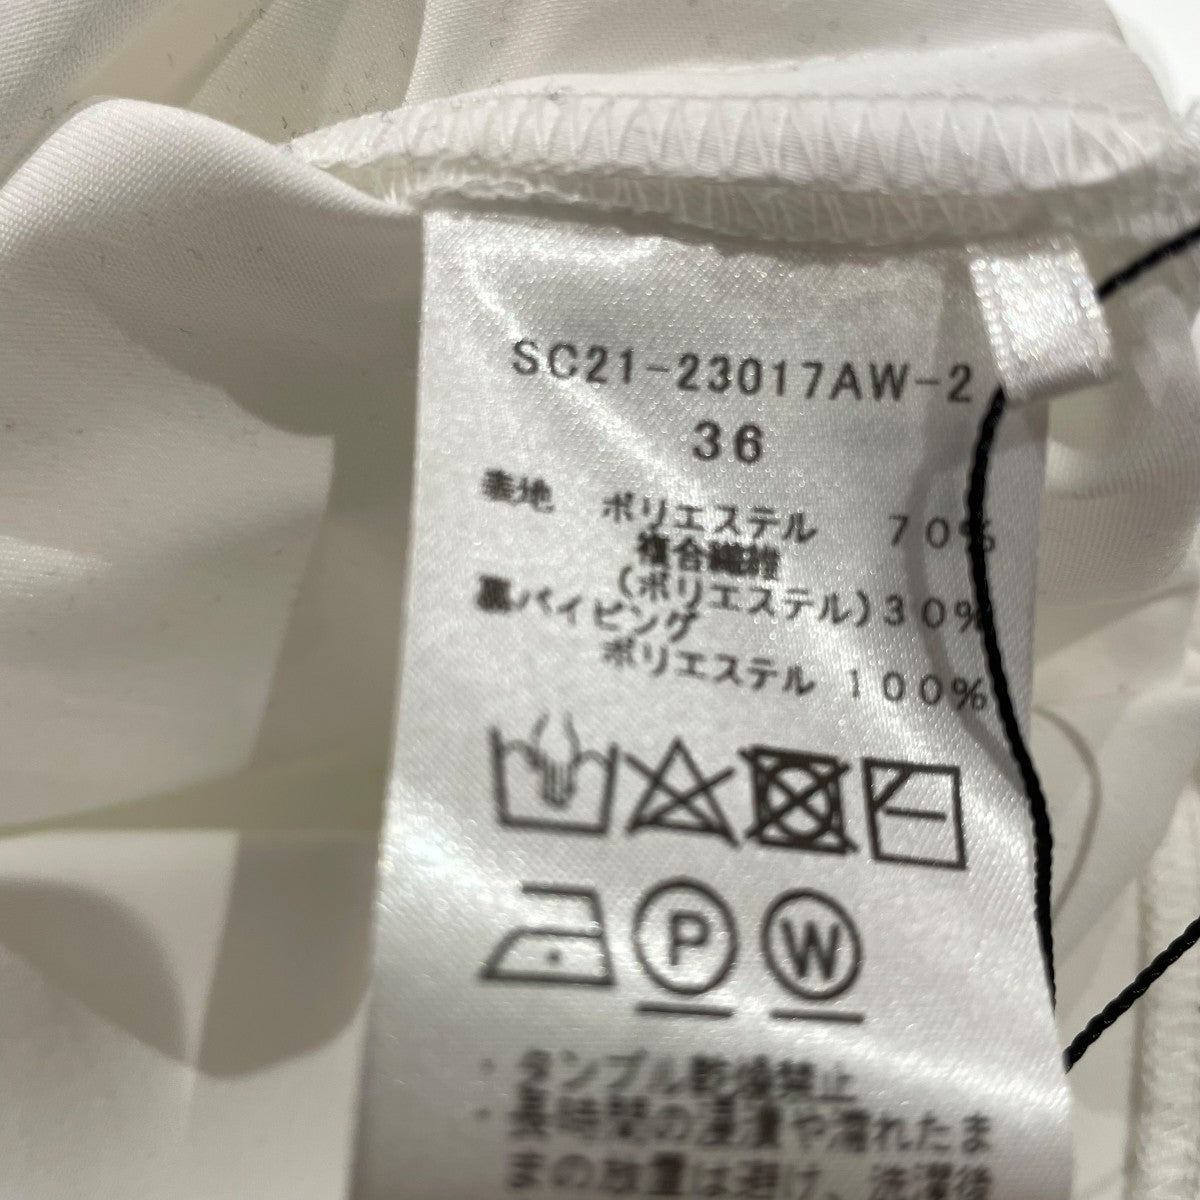 SC21-23017AW-2
36
表地 ポリエステル 70%
複合繊維
(ポリエステル)30%
裏パイピング
ポリエステル 100%
P W
・タンブル乾燥禁止
・長時間の浸漬や濡れたま
まの放置は避け、洗濯後